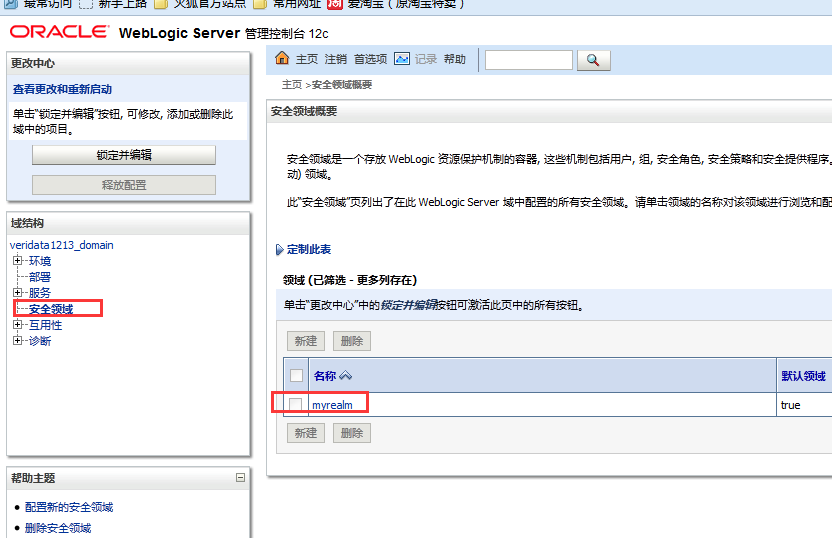 最常访问 新手上路 火狐官方站点 常用网址 爱淘宝（原淘宝特卖）
ORACLE WebLogic Server 管理控制台 12c
更改中心
查看更改和重新启动
单击“锁定并编辑”按钮, 可修改, 添加或删除此
域中的项目。
锁定并编辑
释放配置
域结构
veridata1213_domain
环境
部署
服务
安全领域
互用性
诊断
帮助主题
配置新的安全领域
删除安全领域
主页 注销 首选项 记录 帮助
主页 >安全领域概要
安全领域概要
安全领域是一个存放 WebLogic 资源保护机制的容器, 这些机制包括用户, 组, 安全角色, 安全策略和安全提供程序。
动) 领域。
此“安全领域”页列出了在此 WebLogic Server 域中配置的所有安全领域。请单击领域的名称对该领域进行浏览和配
定制此表
领域 (已筛选 - 更多列存在)
单击“更改中心”中的锁定并编辑按钮可激活此页中的所有按钮。
新建 删除
名称 默认领域
myrealm true
新建 删除